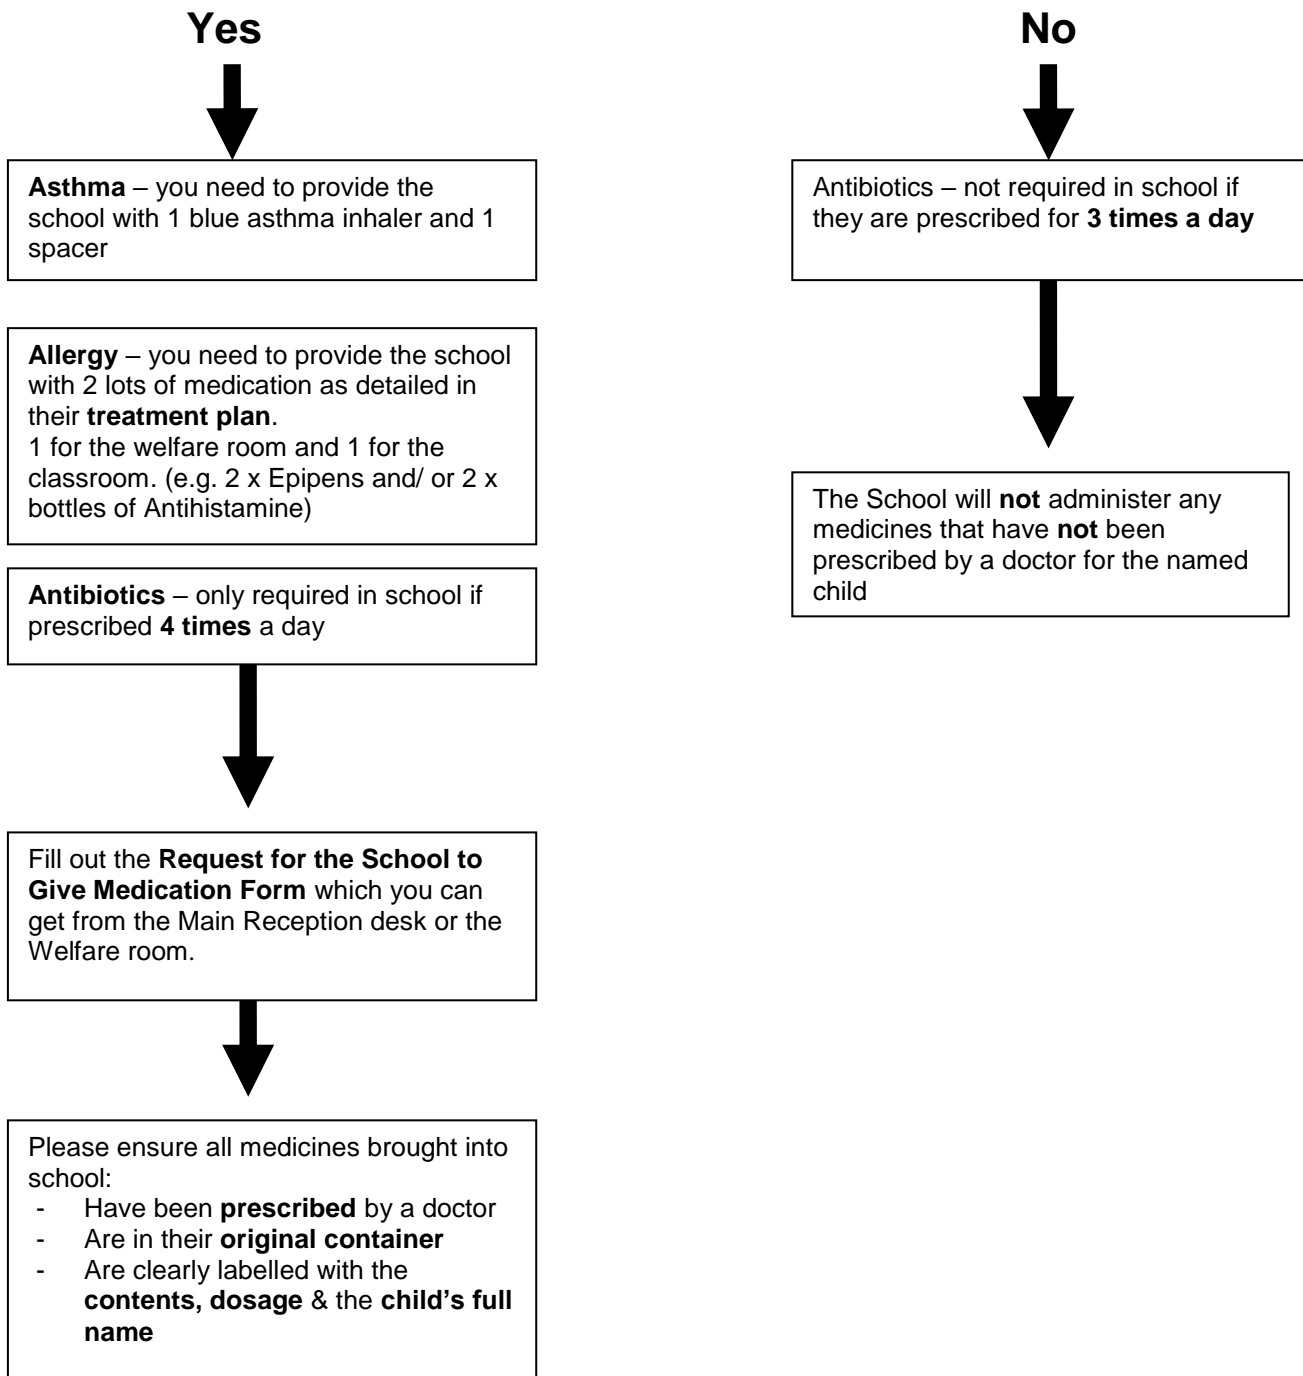 Yes
Asthma – you need to provide the
school with 1 blue asthma inhaler and 1
spacer
Allergy – you need to provide the school
with 2 lots of medication as detailed in
their treatment plan.
1 for the welfare room and 1 for the
classroom. (e.g. 2 x Epipens and/ or 2 x
bottles of Antihistamine)
Antibiotics – only required in school if
prescribed 4 times a day
Fill out the Request for the School to
Give Medication Form which you can
get from the Main Reception desk or the
Welfare room.
Please ensure all medicines brought into
school:
- Have been prescribed by a doctor
- Are in their original container
- Are clearly labelled with the
contents, dosage & the child’s full
name
No
Antibiotics – not required in school if
they are prescribed for 3 times a day
The School will not administer any
medicines that have not been
prescribed by a doctor for the named
child